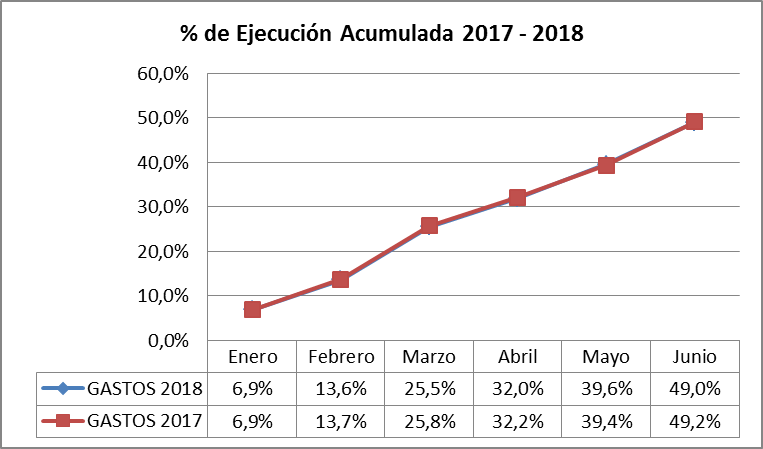 % de Ejecución Acumulada 2017 - 2018
60,0%
50,0%
40,0%
30,0%
20,0%
10,0%
0,0%
Enero Febrero Marzo Abril Mayo Junio
GASTOS 2018 6,9% 13,6% 25,5% 32,0% 39,6% 49,0%
GASTOS 2017 6,9% 13,7% 25,8% 32,2% 39,4% 49,2%